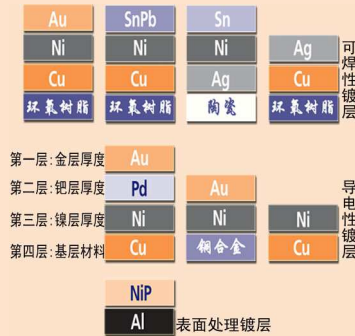 Au SnPb Sn
Ni Ni Ni Ag
Cu Cu Ag Cu
环氧树脂 环氧树脂 陶瓷 环氧树脂
可焊性镀层
第一层:金层厚度 Au
第二层:钯层厚度 Pd Au
第三层:镍层厚度 Ni Ni Ni
第四层:基层材料 Cu 铜合金 Cu
导电性镀层
NiP
Al 表面处理镀层